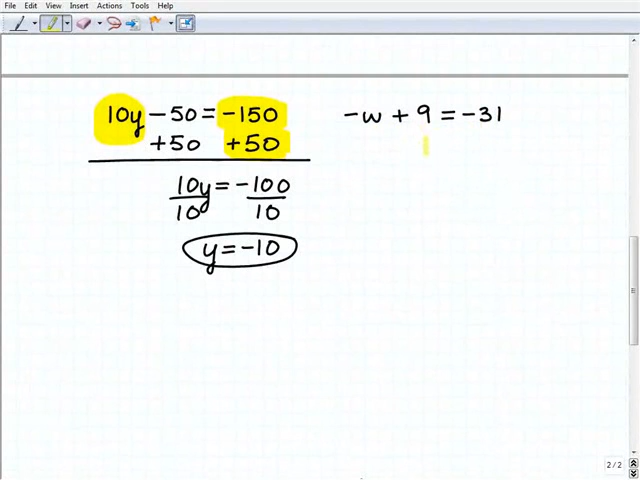 File Edit View Insert Actions Tools Help
10y - 50 = -150
+50 +50
10y = -100
10 10
y = -10
-w + 9 = -31
2/2